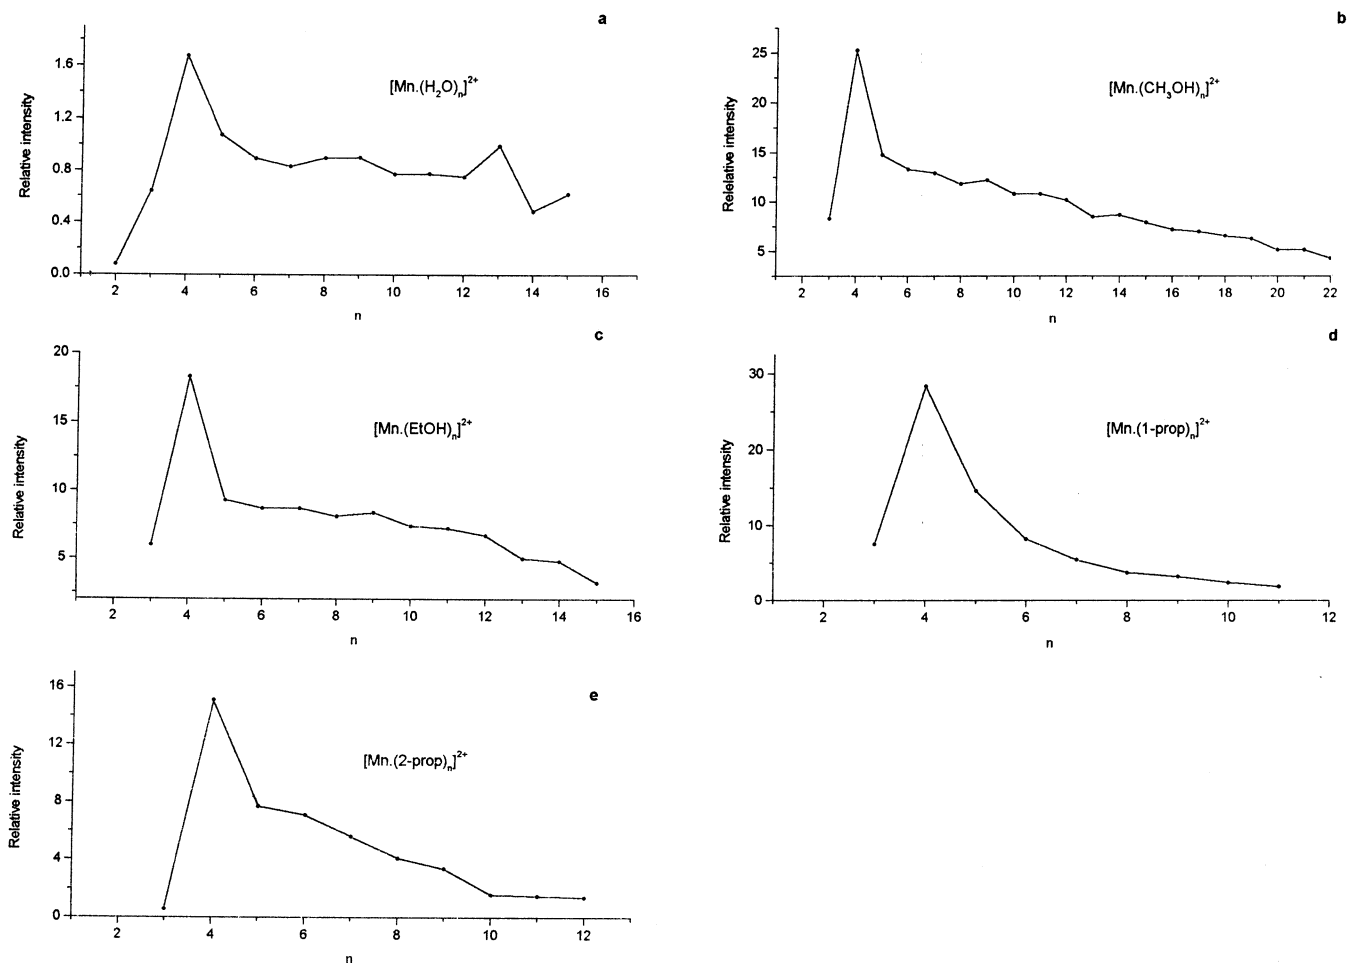 a
1.6
1.2
0.8
0.4
0.0
Relative intensity
[Mn.(H₂O)ₙ]²⁺
2 4 6 8 10 12 14 16
n
b
25
20
15
10
5
Relelative intensity
[Mn.(CH₃OH)ₙ]²⁺
2 4 6 8 10 12 14 16 18 20 22
n
c
20
15
10
5
Relative intensity
[Mn.(EtOH)ₙ]²⁺
2 4 6 8 10 12 14 16
n
d
30
20
10
0
Relative intensity
[Mn.(1-prop)ₙ]²⁺
2 4 6 8 10 12
n
e
16
12
8
4
0
Relative intensity
[Mn.(2-prop)ₙ]²⁺
2 4 6 8 10 12
n